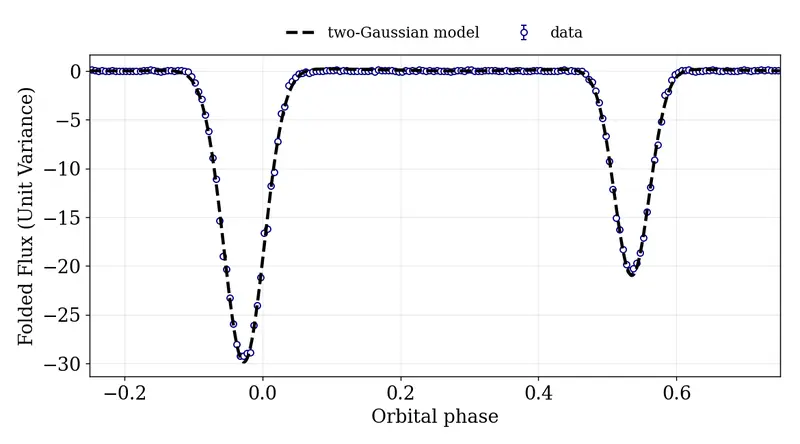 two-Gaussian model data
0
−5
−10
−15
−20
−25
−30
Folded Flux (Unit Variance)
−0.2 0.0 0.2 0.4 0.6
Orbital phase